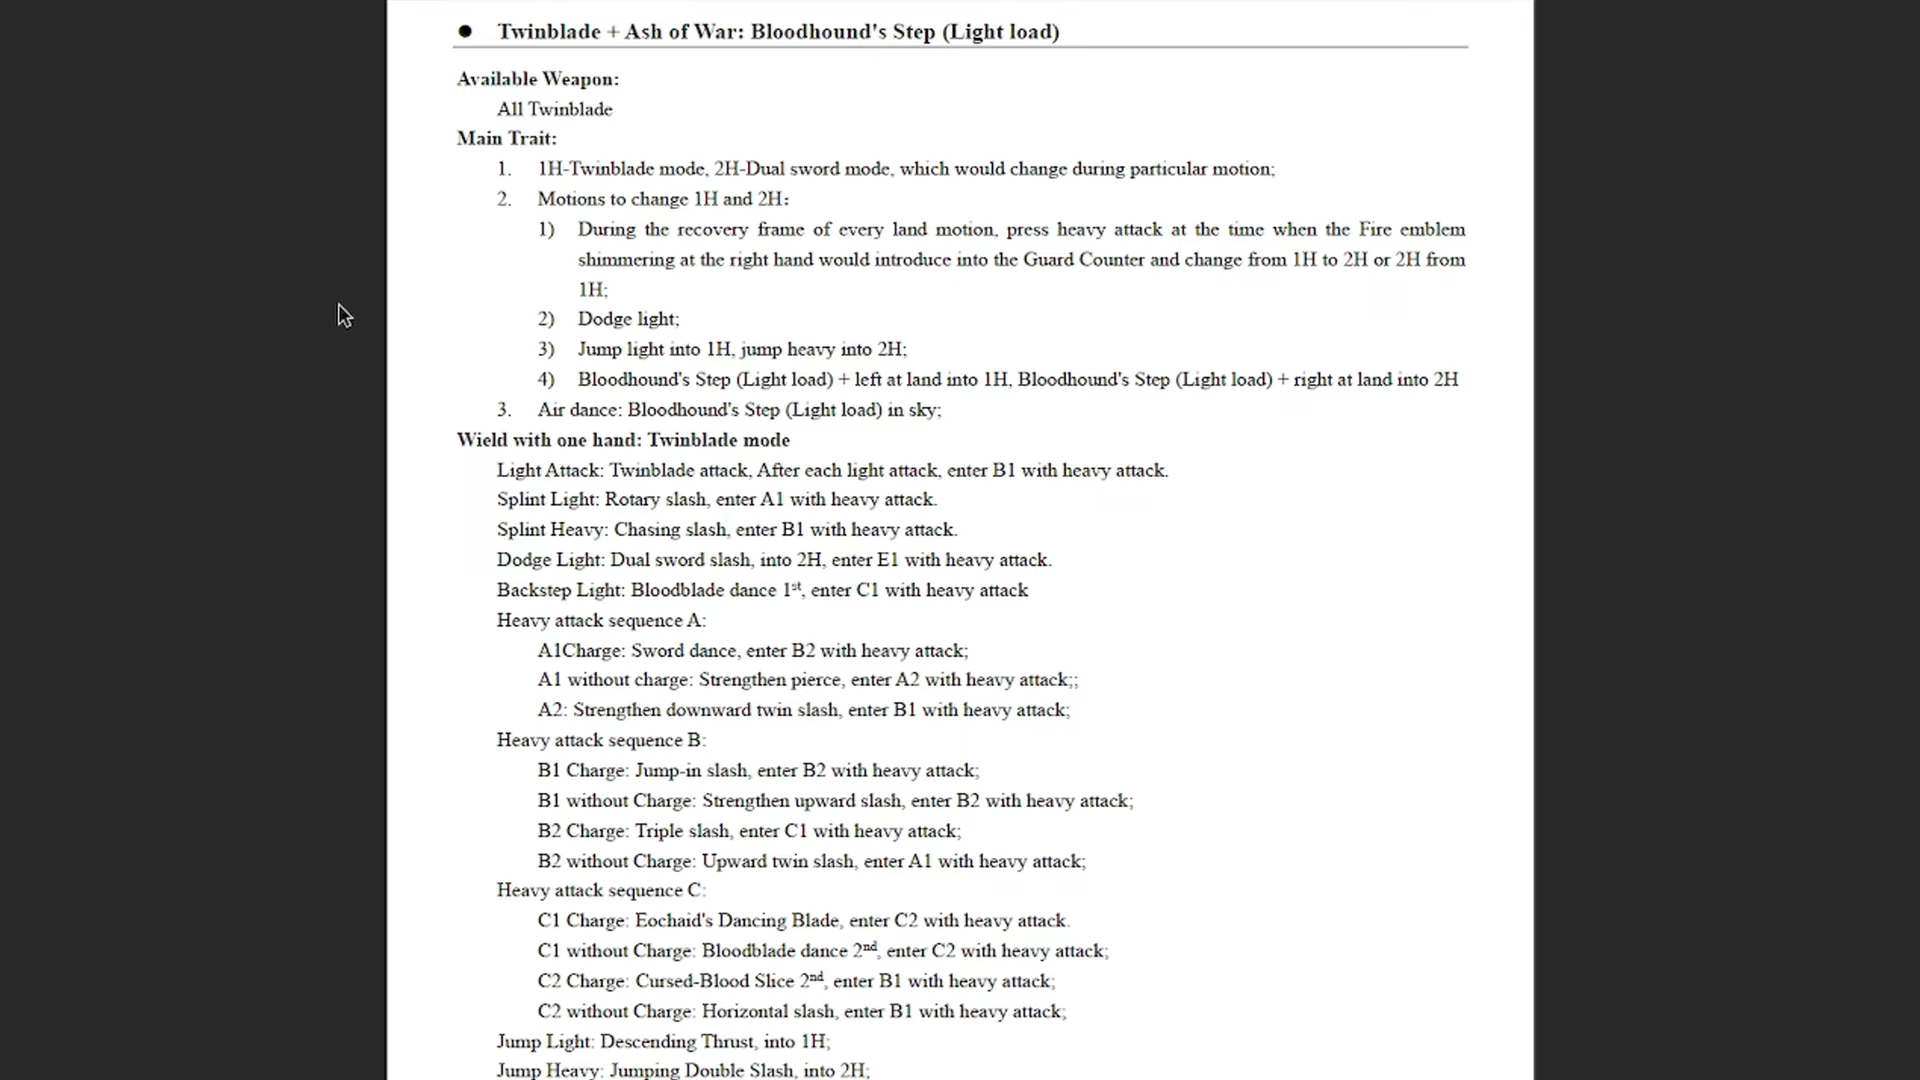 ● Twinblade + Ash of War: Bloodhound's Step (Light load)
Available Weapon:
All Twinblade
Main Trait:
1. 1H-Twinblade mode, 2H-Dual sword mode, which would change during particular motion;
2. Motions to change 1H and 2H:
1) During the recovery frame of every land motion, press heavy attack at the time when the Fire emblem
shimmering at the right hand would introduce into the Guard Counter and change from 1H to 2H or 2H from
1H;
2) Dodge light;
3) Jump light into 1H, jump heavy into 2H;
4) Bloodhound's Step (Light load) + left at land into 1H, Bloodhound's Step (Light load) + right at land into 2H
3. Air dance: Bloodhound's Step (Light load) in sky;
Wield with one hand: Twinblade mode
Light Attack: Twinblade attack, After each light attack, enter B1 with heavy attack.
Splint Light: Rotary slash, enter A1 with heavy attack.
Splint Heavy: Chasing slash, enter B1 with heavy attack.
Dodge Light: Dual sword slash, into 2H, enter E1 with heavy attack.
Backstep Light: Bloodblade dance 1st, enter C1 with heavy attack
Heavy attack sequence A:
A1Charge: Sword dance, enter B2 with heavy attack;
A1 without charge: Strengthen pierce, enter A2 with heavy attack;;
A2: Strengthen downward twin slash, enter B1 with heavy attack;
Heavy attack sequence B:
B1 Charge: Jump-in slash, enter B2 with heavy attack;
B1 without Charge: Strengthen upward slash, enter B2 with heavy attack;
B2 Charge: Triple slash, enter C1 with heavy attack;
B2 without Charge: Upward twin slash, enter A1 with heavy attack;
Heavy attack sequence C:
C1 Charge: Eochaid's Dancing Blade, enter C2 with heavy attack.
C1 without Charge: Bloodblade dance 2nd, enter C2 with heavy attack;
C2 Charge: Cursed-Blood Slice 2nd, enter B1 with heavy attack;
C2 without Charge: Horizontal slash, enter B1 with heavy attack;
Jump Light: Descending Thrust, into 1H;
Jump Heavy: Jumping Double Slash, into 2H;